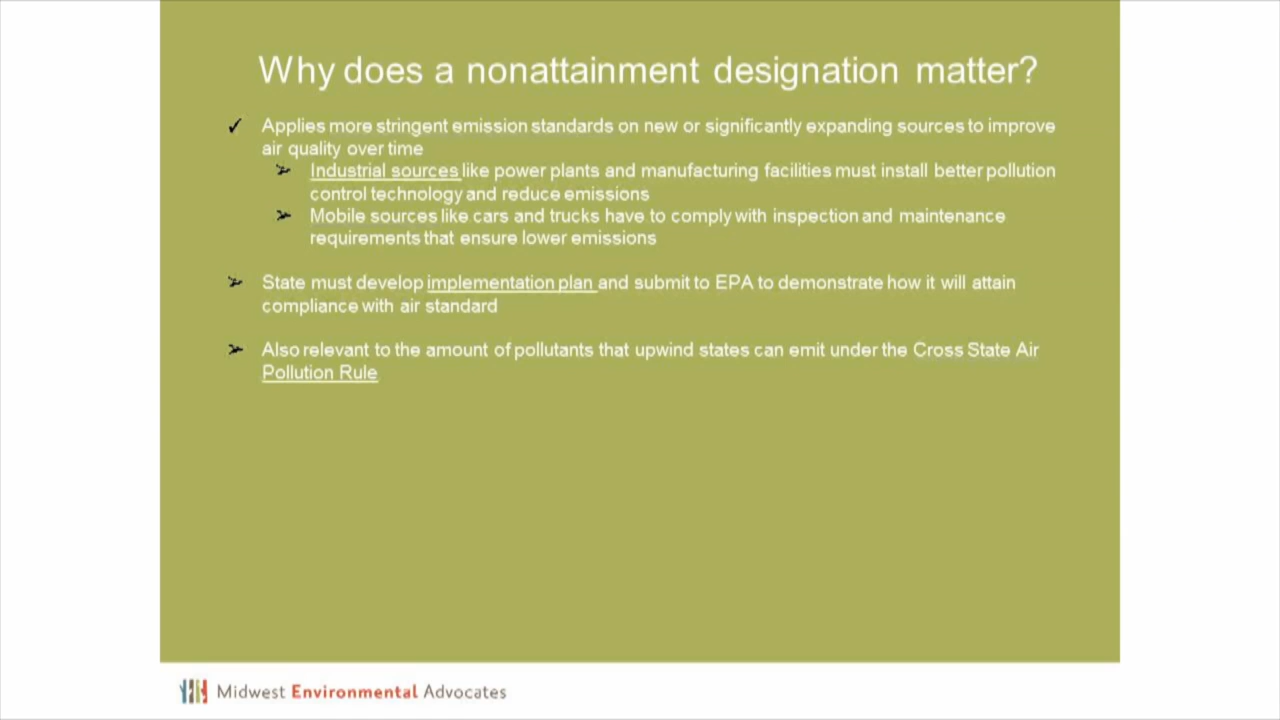 Why does a nonattainment designation matter?
Applies more stringent emission standards on new or significantly expanding sources to improve
air quality over time
Industrial sources like power plants and manufacturing facilities must install better pollution
control technology and reduce emissions
Mobile sources like cars and trucks have to comply with inspection and maintenance
requirements that ensure lower emissions
State must develop implementation plan and submit to EPA to demonstrate how it will attain
compliance with air standard
Also relevant to the amount of pollutants that upwind states can emit under the Cross State Air
Pollution Rule
Midwest Environmental Advocates